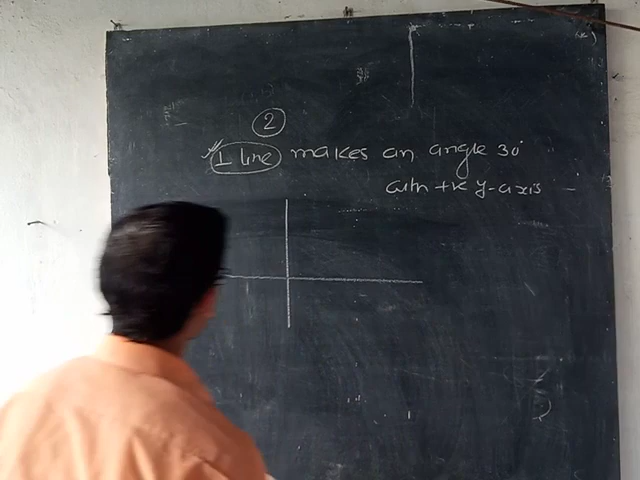 2
⊥ line makes an angle 30°
with +ve y-axis